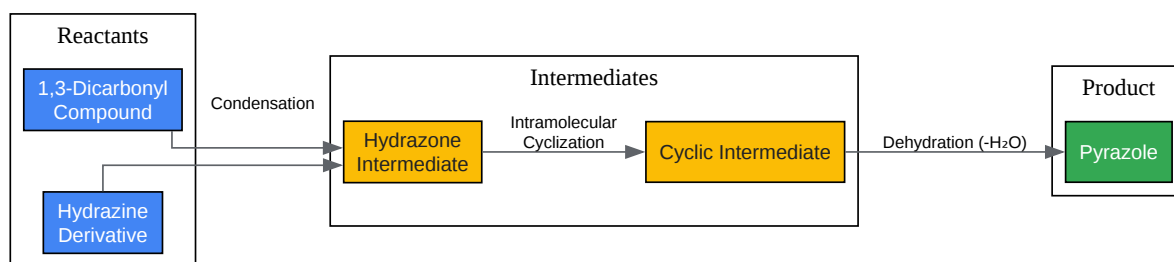 Reactants
1,3-Dicarbonyl
Compound
Hydrazine
Derivative
Condensation
Intermediates
Hydrazone
Intermediate
Intramolecular
Cyclization
Cyclic Intermediate
Dehydration (-H₂O)
Product
Pyrazole